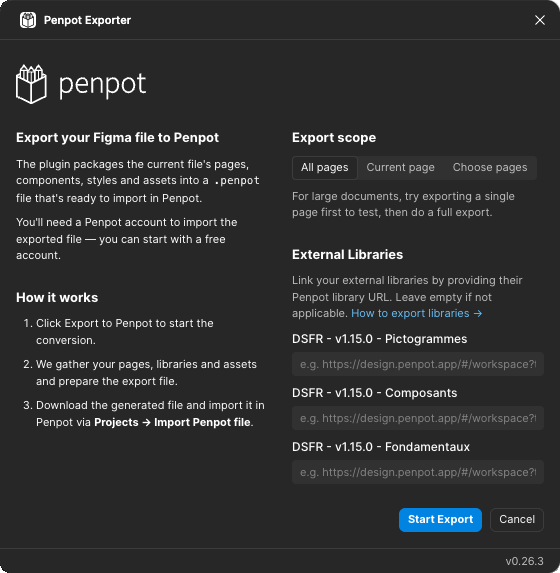 Penpot Exporter
penpot
Export your Figma file to Penpot
The plugin packages the current file's pages,
components, styles and assets into a .penpot
file that's ready to import in Penpot.
You'll need a Penpot account to import the
exported file — you can start with a free
account.
How it works
1. Click Export to Penpot to start the
conversion.
2. We gather your pages, libraries and assets
and prepare the export file.
3. Download the generated file and import it in
Penpot via Projects → Import Penpot file.
Export scope
All pages Current page Choose pages
For large documents, try exporting a single
page first to test, then do a full export.
External Libraries
Link your external libraries by providing their
Penpot library URL. Leave empty if not
applicable. How to export libraries →
DSFR - v1.15.0 - Pictogrammes
e.g. https://design.penpot.app/#/workspace?
DSFR - v1.15.0 - Composants
e.g. https://design.penpot.app/#/workspace?
DSFR - v1.15.0 - Fondamentaux
e.g. https://design.penpot.app/#/workspace?
Start Export Cancel
v0.26.3